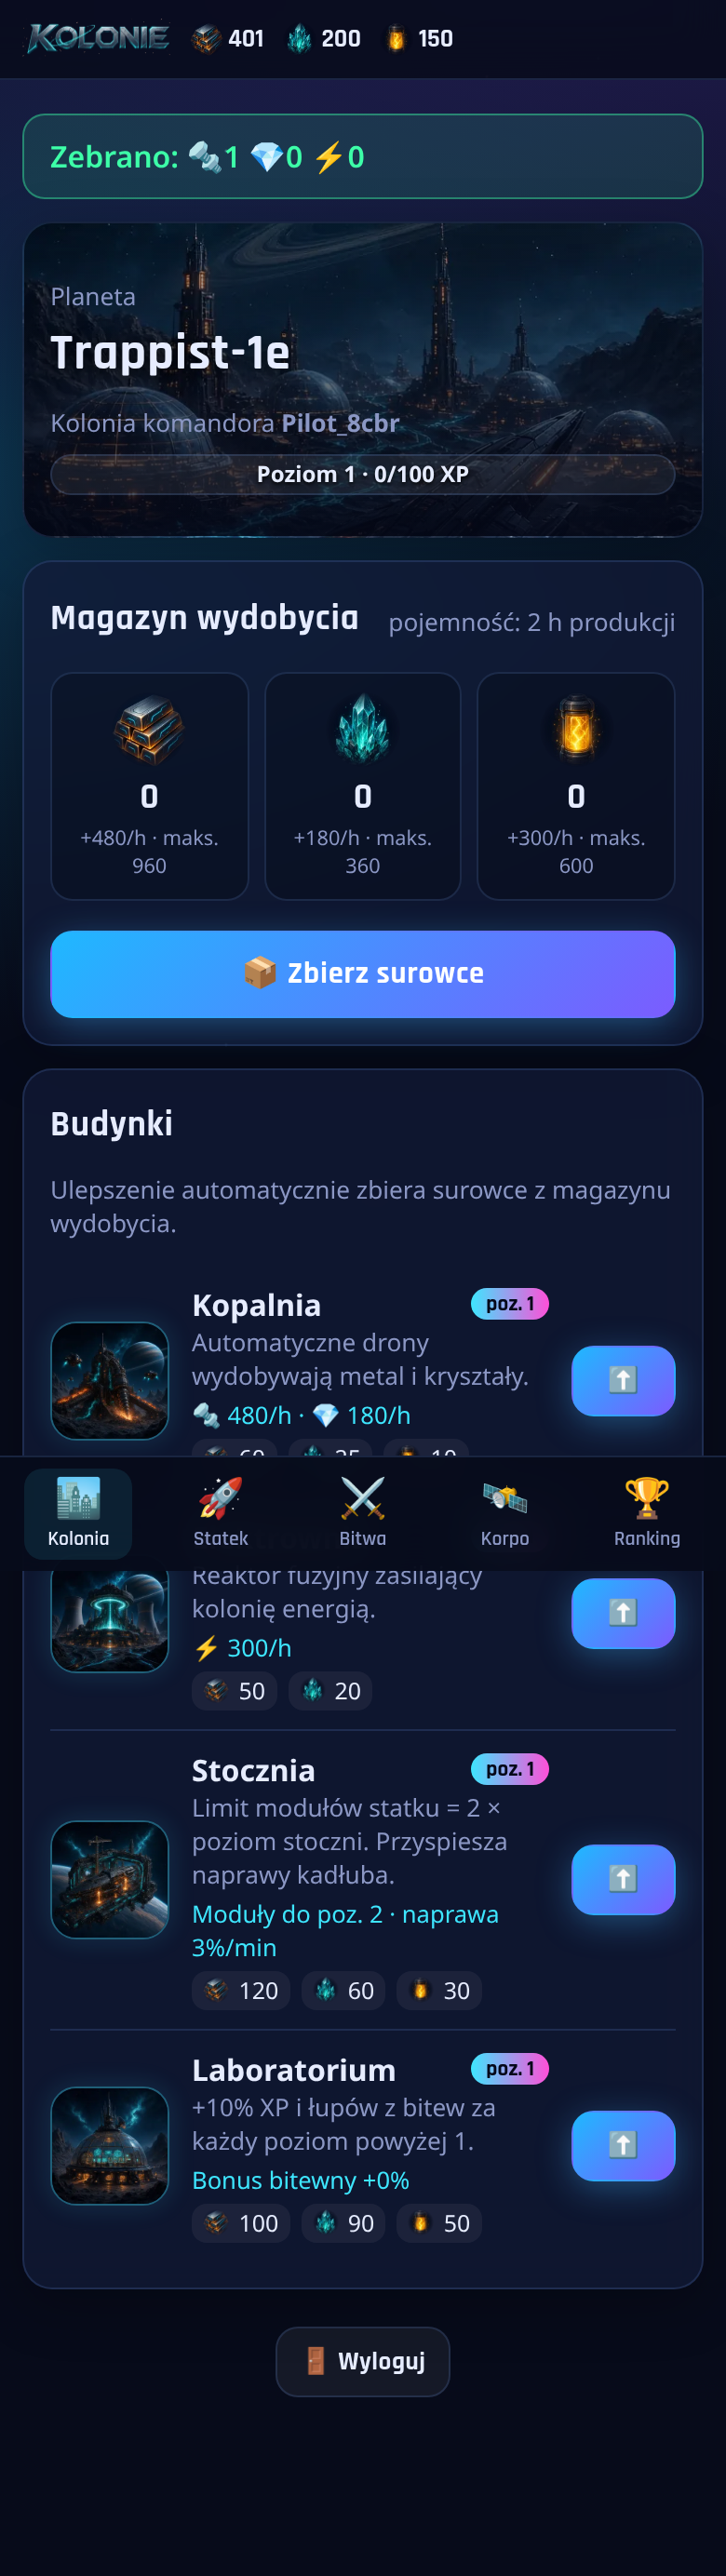 KOLONIE 401 200 150
Zebrano: 🔩1 💎0 ⚡0
Planeta
Trappist-1e
Kolonia komandora Pilot_8cbr
Poziom 1 · 0/100 XP
Magazyn wydobycia pojemność: 2 h produkcji
0 0 0
+480/h · maks. +180/h · maks. +300/h · maks.
960 360 600
📦 Zbierz surowce
Budynki
Ulepszenie automatycznie zbiera surowce z magazynu
wydobycia.
Kopalnia poz. 1
Automatyczne drony
wydobywają metal i kryształy.
🔩 480/h · 💎 180/h
Kolonia Statek Bitwa Korpo Ranking
Reaktor fuzyjny zasilający
kolonię energią.
⚡ 300/h
50 20
Stocznia poz. 1
Limit modułów statku = 2 ×
poziom stoczni. Przyspiesza
naprawy kadłuba.
Moduły do poz. 2 · naprawa
3%/min
120 60 30
Laboratorium poz. 1
+10% XP i łupów z bitew za
każdy poziom powyżej 1.
Bonus bitewny +0%
100 90 50
🚪 Wyloguj